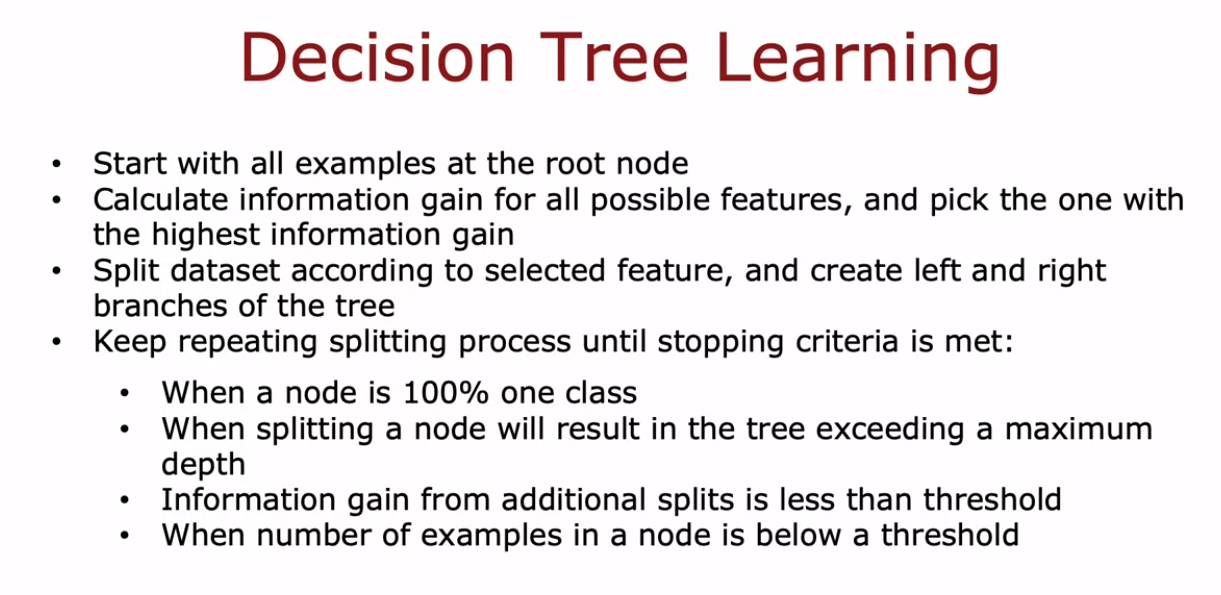 Decision Tree Learning
• Start with all examples at the root node
• Calculate information gain for all possible features, and pick the one with
the highest information gain
• Split dataset according to selected feature, and create left and right
branches of the tree
• Keep repeating splitting process until stopping criteria is met:
• When a node is 100% one class
• When splitting a node will result in the tree exceeding a maximum
depth
• Information gain from additional splits is less than threshold
• When number of examples in a node is below a threshold